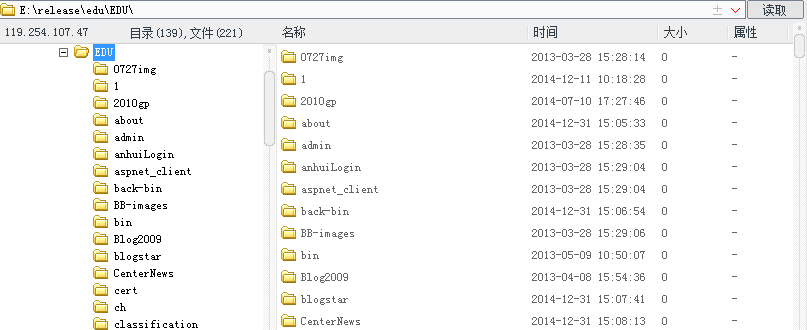 E:\release\edu\EDU\ 读取
119.254.107.47 目录(139),文件(221) 名称 时间 大小 属性
EDU
0727img
1
2010gp
about
admin
anhuiLogin
aspnet_client
back-bin
BB-images
bin
Blog2009
blogstar
CenterNews
cert
ch
classification
0727img 2013-03-28 15:28:14 0 -
1 2014-12-11 10:18:28 0 -
2010gp 2014-07-10 17:27:46 0 -
about 2014-12-31 15:05:33 0 -
admin 2013-03-28 15:28:35 0 -
anhuiLogin 2013-03-28 15:29:04 0 -
aspnet_client 2013-03-28 15:29:04 0 -
back-bin 2014-12-31 15:06:54 0 -
BB-images 2013-03-28 15:29:06 0 -
bin 2013-05-09 10:50:07 0 -
Blog2009 2013-04-08 15:54:36 0 -
blogstar 2014-12-31 15:07:41 0 -
CenterNews 2014-12-31 15:08:13 0 -